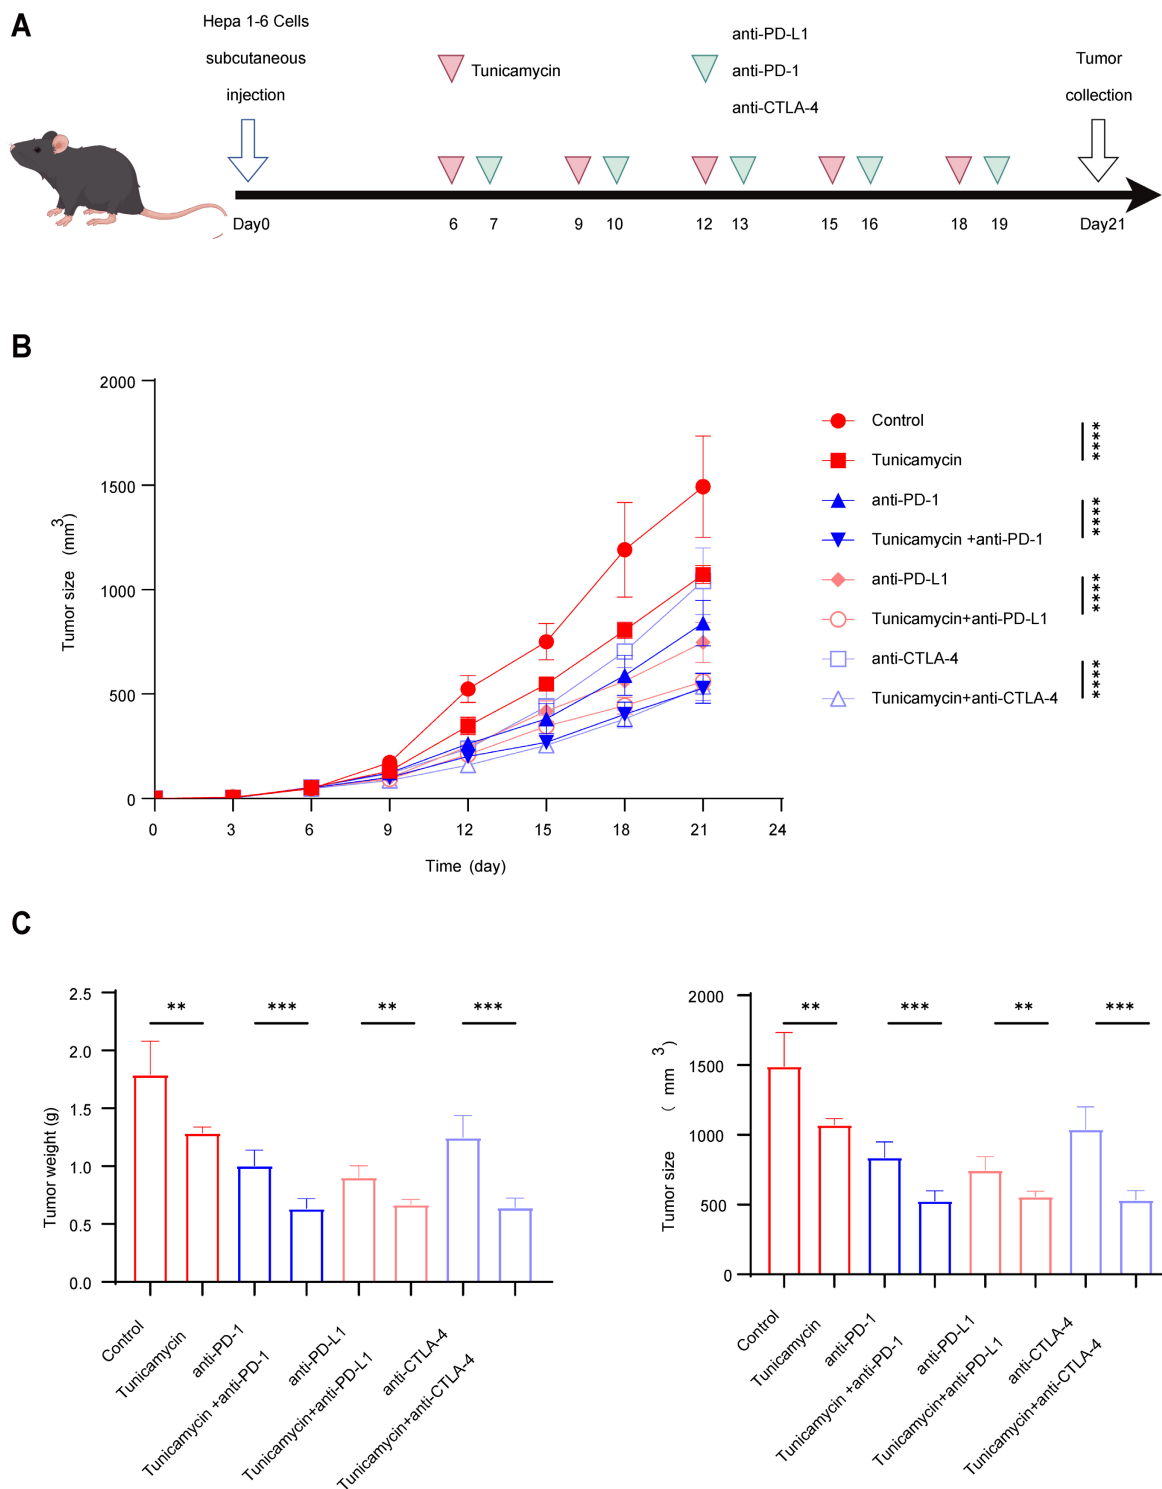 A
Hepa 1-6 Cells
subcutaneous
injection
Tunicamycin
anti-PD-L1
anti-PD-1
anti-CTLA-4
Tumor
collection
Day0
6
7
9
10
12
13
15
16
18
19
Day21
B
2000
1500
1000
500
0
Tumor size (mm3)
0
3
6
9
12
15
18
21
24
Time (day)
Control
Tunicamycin
anti-PD-1
Tunicamycin +anti-PD-1
anti-PD-L1
Tunicamycin+anti-PD-L1
anti-CTLA-4
Tunicamycin+anti-CTLA-4
****
****
****
****
C
2.5
2.0
1.5
1.0
0.5
0.0
Tumor weight (g)
**
***
**
***
Control
Tunicamycin
anti-PD-1
Tunicamycin +anti-PD-1
anti-PD-L1
Tunicamycin+anti-PD-L1
anti-CTLA-4
Tunicamycin+anti-CTLA-4
2000
1500
1000
500
0
Tumor size ( mm3)
**
***
**
***
Control
Tunicamycin
anti-PD-1
Tunicamycin +anti-PD-1
anti-PD-L1
Tunicamycin+anti-PD-L1
anti-CTLA-4
Tunicamycin+anti-CTLA-4